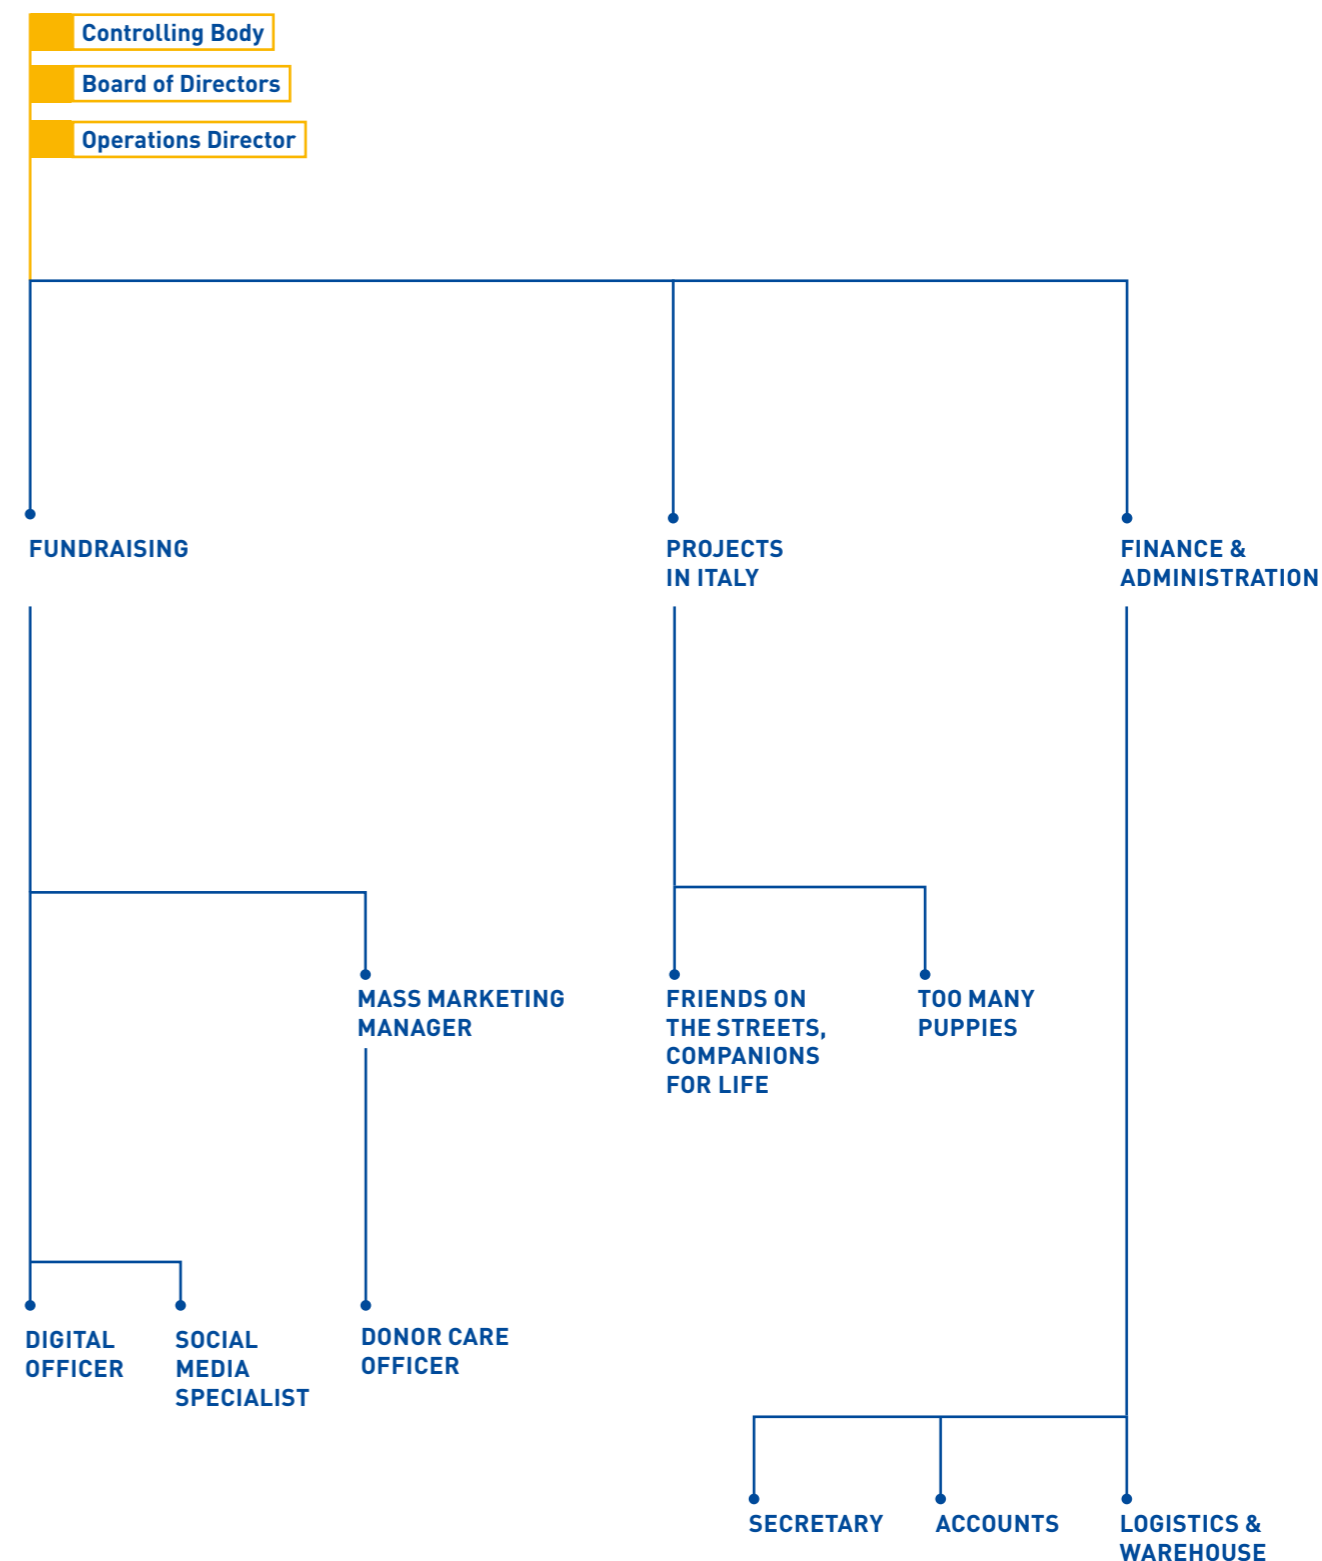 Controlling Body
Board of Directors
Operations Director
FUNDRAISING
PROJECTS
IN ITALY
FINANCE &
ADMINISTRATION
MASS MARKETING
MANAGER
FRIENDS ON
THE STREETS,
COMPANIONS
FOR LIFE
TOO MANY
PUPPIES
DIGITAL
OFFICER
SOCIAL
MEDIA
SPECIALIST
DONOR CARE
OFFICER
SECRETARY
ACCOUNTS
LOGISTICS &
WAREHOUSE